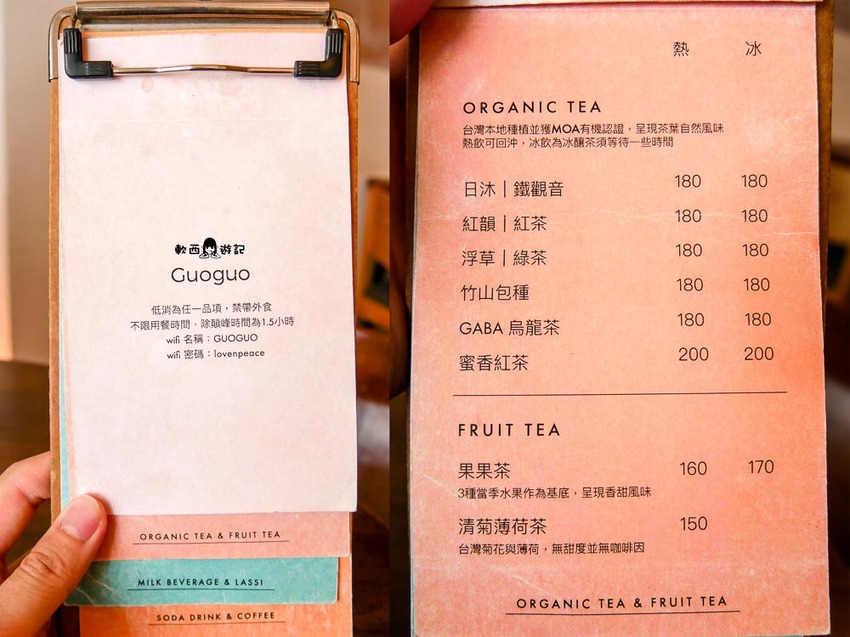 軟西遊記
Guoguo
低消為任一品項，禁帶外食
不限用餐時間，除顛峰時間為1.5小時
wifi 名稱：GUOGUO
wifi 密碼：lovenpeace
ORGANIC TEA & FRUIT TEA
MILK BEVERAGE & LASSI
SODA DRINK & COFFEE
熱 冰
ORGANIC TEA
台灣本地種植並獲MOA有機認證，呈現茶葉自然風味
熱飲可回沖，冰飲為冰釀茶須等待一些時間
日沐｜鐵觀音 180 180
紅韻｜紅茶 180 180
浮草｜綠茶 180 180
竹山包種 180 180
GABA 烏龍茶 180 180
蜜香紅茶 200 200
FRUIT TEA
果果茶 160 170
3種當季水果作為基底，呈現香甜風味
清菊薄荷茶 150
台灣菊花與薄荷，無甜度並無咖啡因
ORGANIC TEA & FRUIT TEA